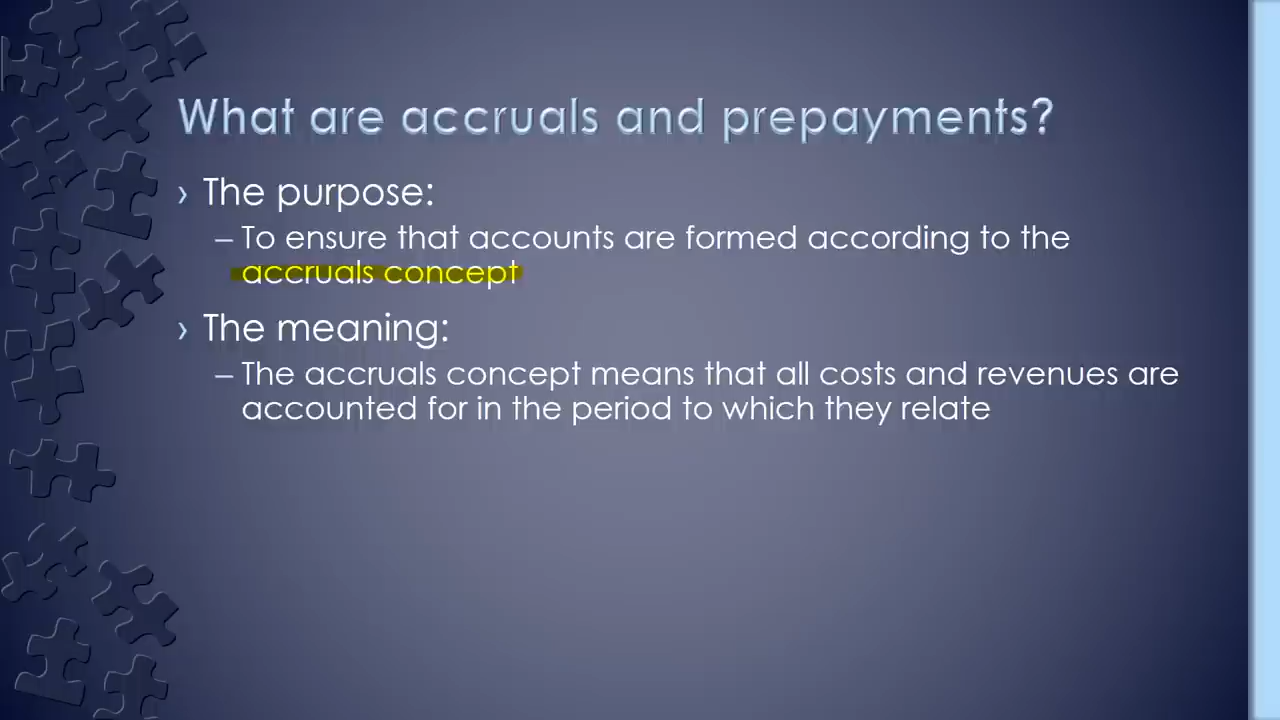 What are accruals and prepayments?
› The purpose:
– To ensure that accounts are formed according to the
accruals concept
› The meaning:
– The accruals concept means that all costs and revenues are
accounted for in the period to which they relate